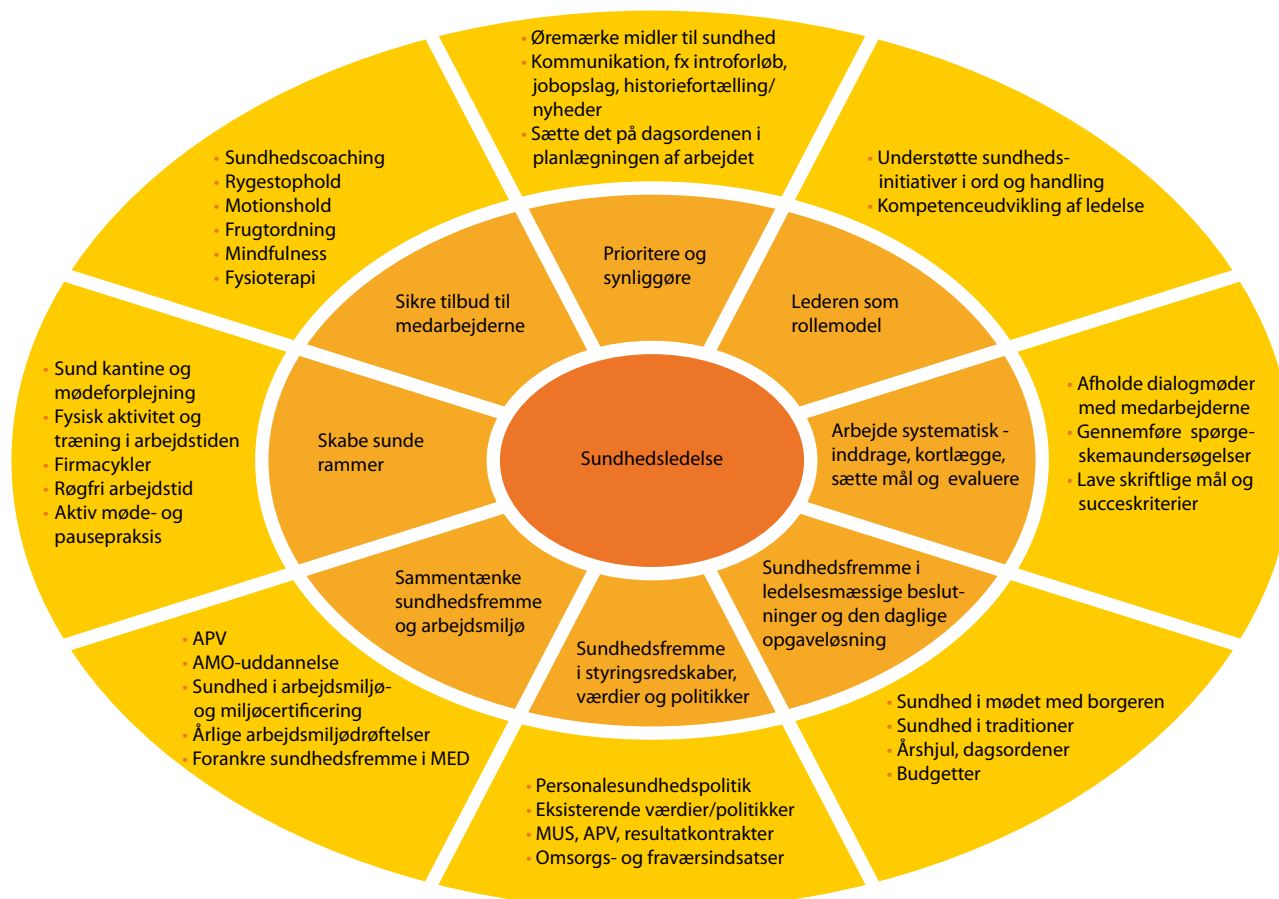 • Øremærke midler til sundhed
• Kommunikation, fx introforløb,
jobopslag, historiefortælling/
nyheder
• Sætte det på dagsordenen i
planlægningen af arbejdet
• Understøtte sundheds-
initiativer i ord og handling
• Kompetenceudvikling af ledelse
• Afholde dialogmøder
med medarbejderne
• Gennemføre spørge-
skemaundersøgelser
• Lave skriftlige mål og
succeskriterier
• Sundhed i mødet med borgeren
• Sundhed i traditioner
• Årshjul, dagsordener
• Budgetter
• Personalesundhedspolitik
• Eksisterende værdier/politikker
• MUS, APV, resultatkontrakter
• Omsorgs- og fraværsindsatser
• APV
• AMO-uddannelse
• Sundhed i arbejdsmiljø-
og miljøcertificering
• Årlige arbejdsmiljødrøftelser
• Forankre sundhedsfremme i MED
• Sund kantine og
mødeforplejning
• Fysisk aktivitet og
træning i arbejdstiden
• Firmacykler
• Røgfri arbejdstid
• Aktiv møde- og
pausepraksis
• Sundhedscoaching
• Rygestophold
• Motionshold
• Frugtordning
• Mindfulness
• Fysioterapi
Prioritere og
synliggøre
Lederen som
rollemodel
Arbejde systematisk -
inddrage, kortlægge,
sætte mål og evaluere
Sundhedsfremme i
ledelsesmæssige beslut-
ninger og den daglige
opgaveløsning
Sundhedsfremme
i styringsredskaber,
værdier og politikker
Sammentænke
sundhedsfremme
og arbejdsmiljø
Skabe sunde
rammer
Sikre tilbud til
medarbejderne
Sundhedsledelse